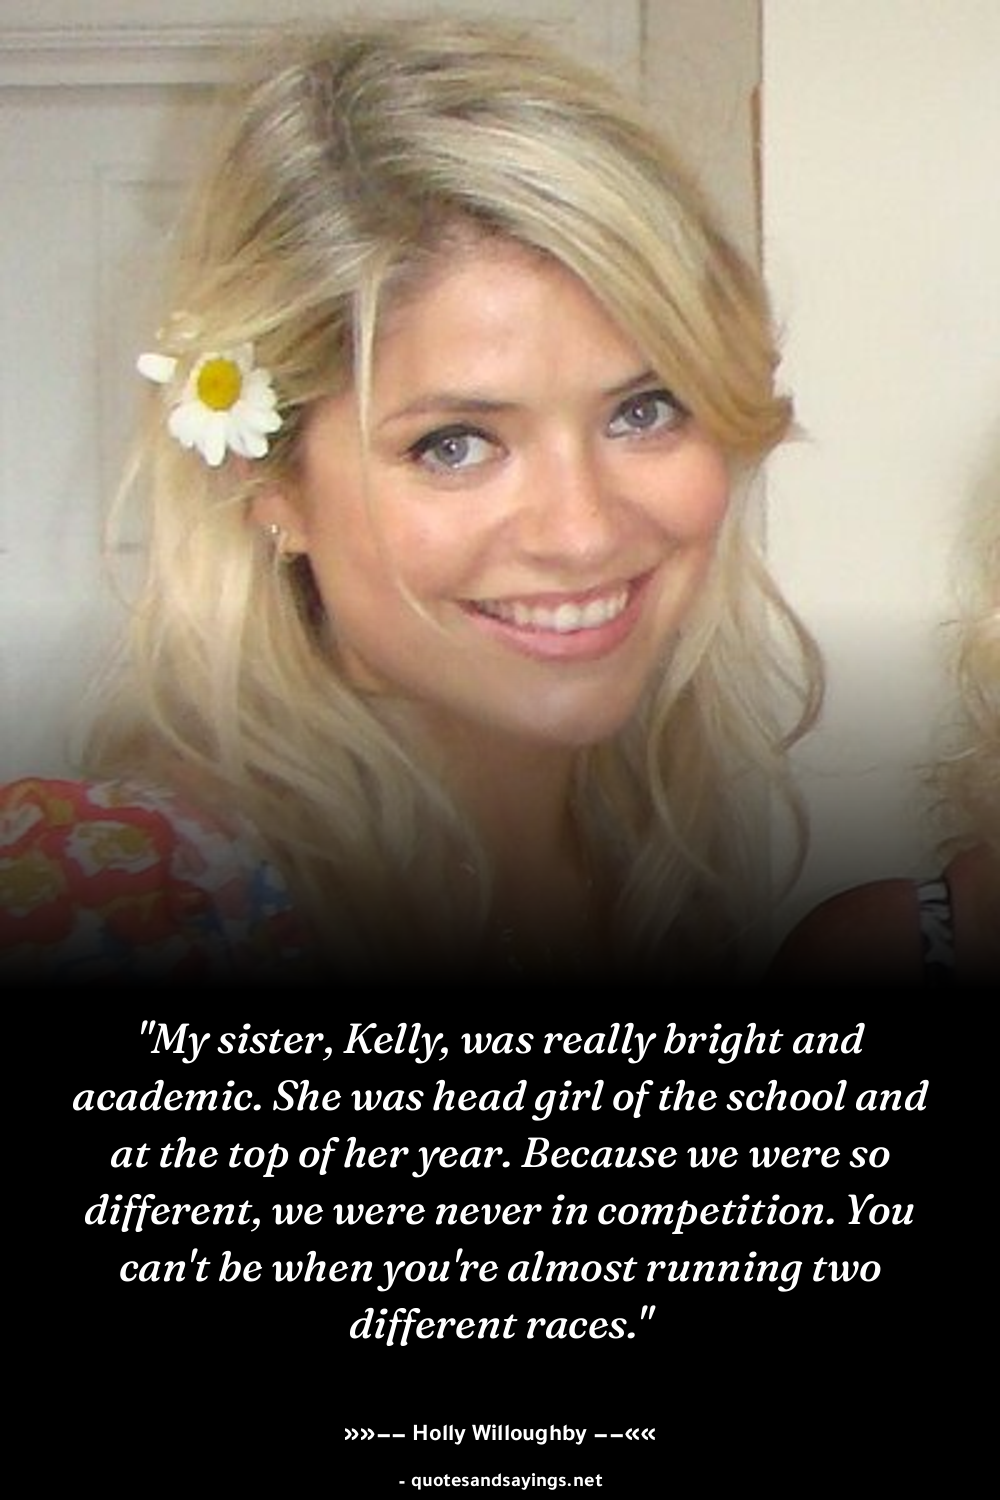 "My sister, Kelly, was really bright and
academic. She was head girl of the school and
at the top of her year. Because we were so
different, we were never in competition. You
can't be when you're almost running two
different races."
»»–– Holly Willoughby ––««
- quotesandsayings.net